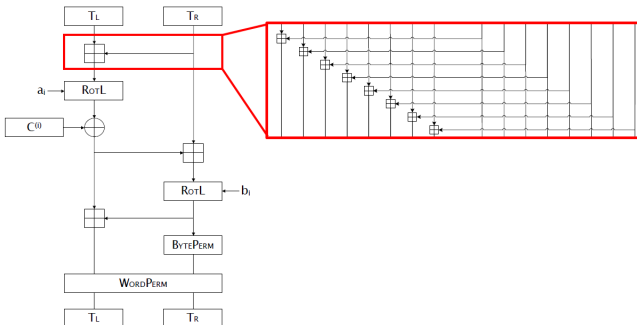 TL TR
ai ROTL
C(i)
ROTL bi
BYTEPERM
WORDPERM
TL TR